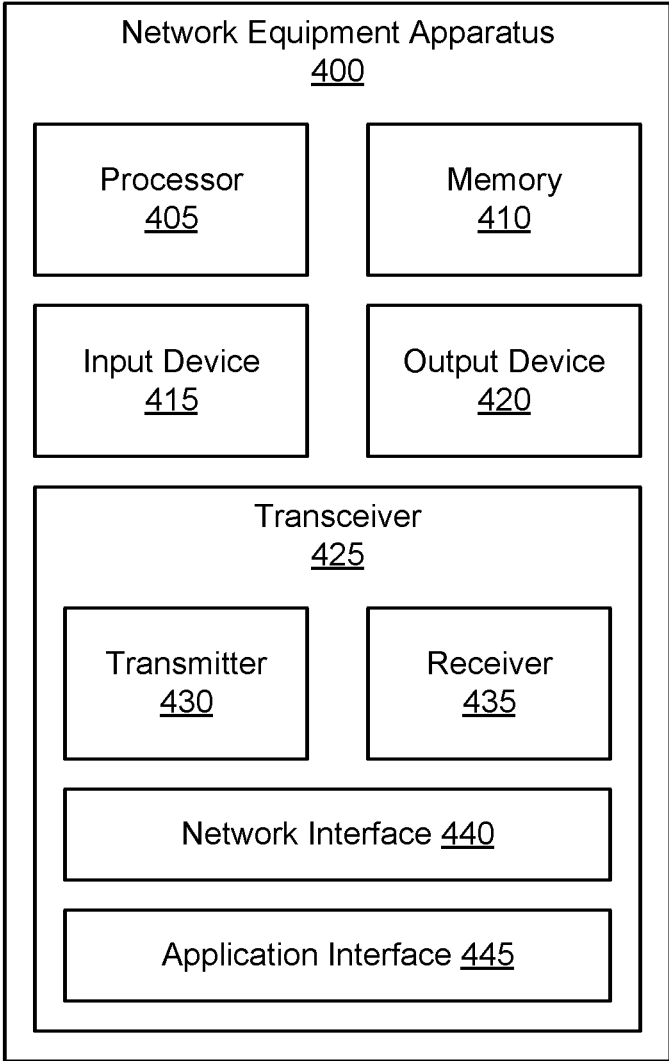 Network Equipment Apparatus
400
Processor
405
Memory
410
Input Device
415
Output Device
420
Transceiver
425
Transmitter
430
Receiver
435
Network Interface 440
Application Interface 445